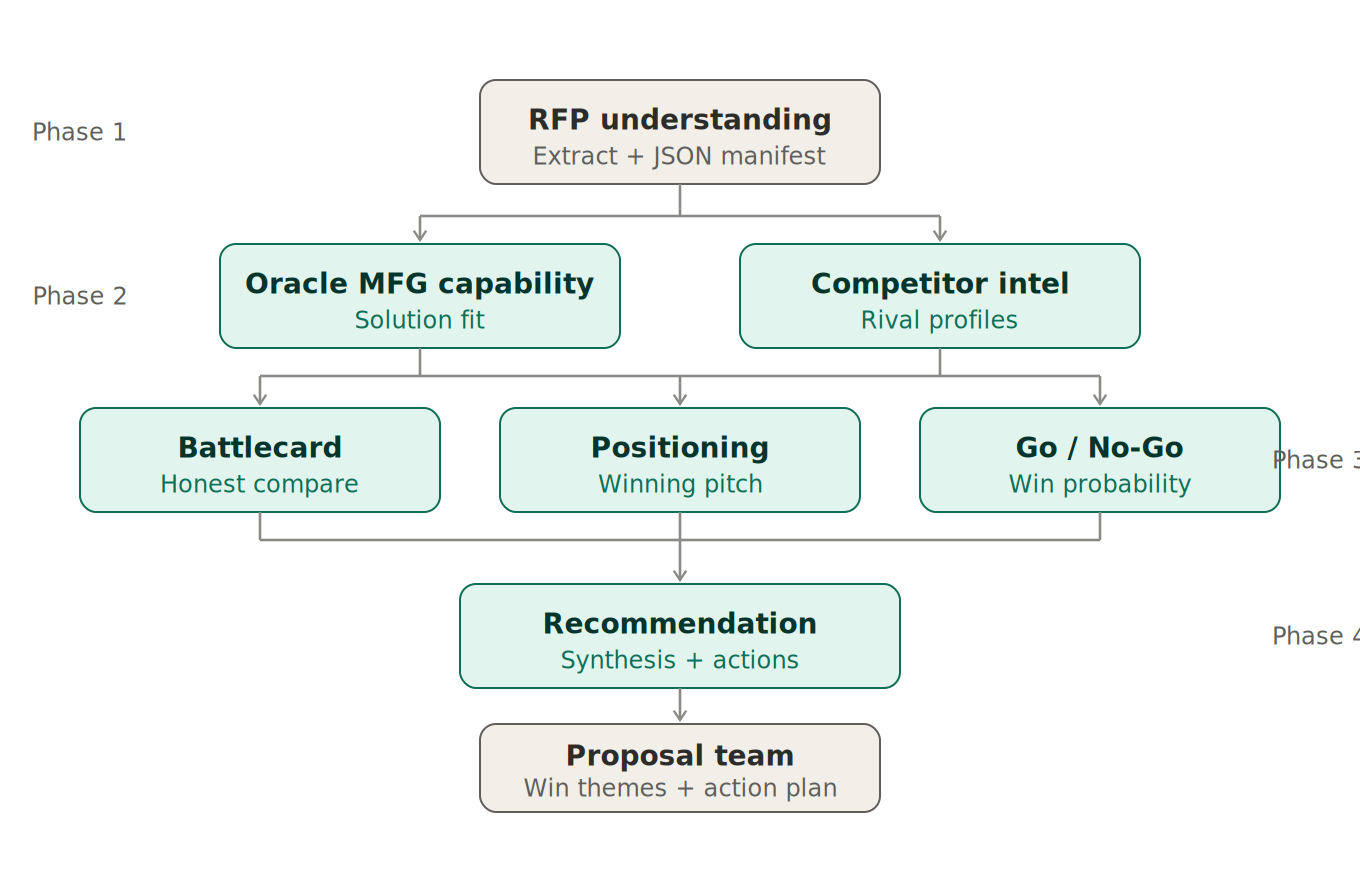 RFP understanding
Phase 1
Extract + JSON manifest
Oracle MFG capability
Competitor intel
Phase 2
Solution fit
Rival profiles
Battlecard
Positioning
Go / No-Go
Phase 3
Honest compare
Winning pitch
Win probability
Recommendation
Phase 4
Synthesis + actions
Proposal team
Win themes + action plan